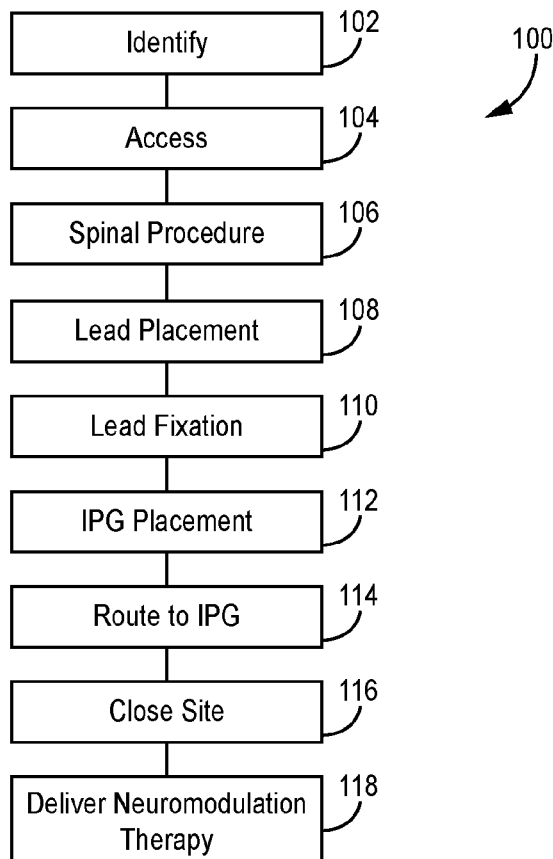 102
Identify
100
104
Access
106
Spinal Procedure
108
Lead Placement
110
Lead Fixation
112
IPG Placement
114
Route to IPG
116
Close Site
118
Deliver Neuromodulation
Therapy